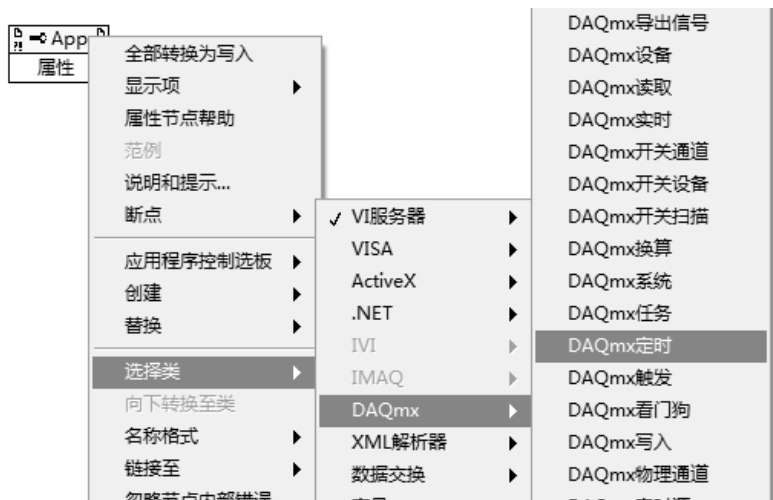 App
属性
全部转换为写入
显示项
属性节点帮助
范例
说明和提示...
断点
应用程序控制选板
创建
替换
选择类
向下转换至类
名称格式
链接至
忽略节点内部错误
VI服务器
VISA
ActiveX
.NET
IVI
IMAQ
DAQmx
XML解析器
数据交换
DAQmx导出信号
DAQmx设备
DAQmx读取
DAQmx实时
DAQmx开关通道
DAQmx开关设备
DAQmx开关扫描
DAQmx换算
DAQmx系统
DAQmx任务
DAQmx定时
DAQmx触发
DAQmx看门狗
DAQmx写入
DAQmx物理通道